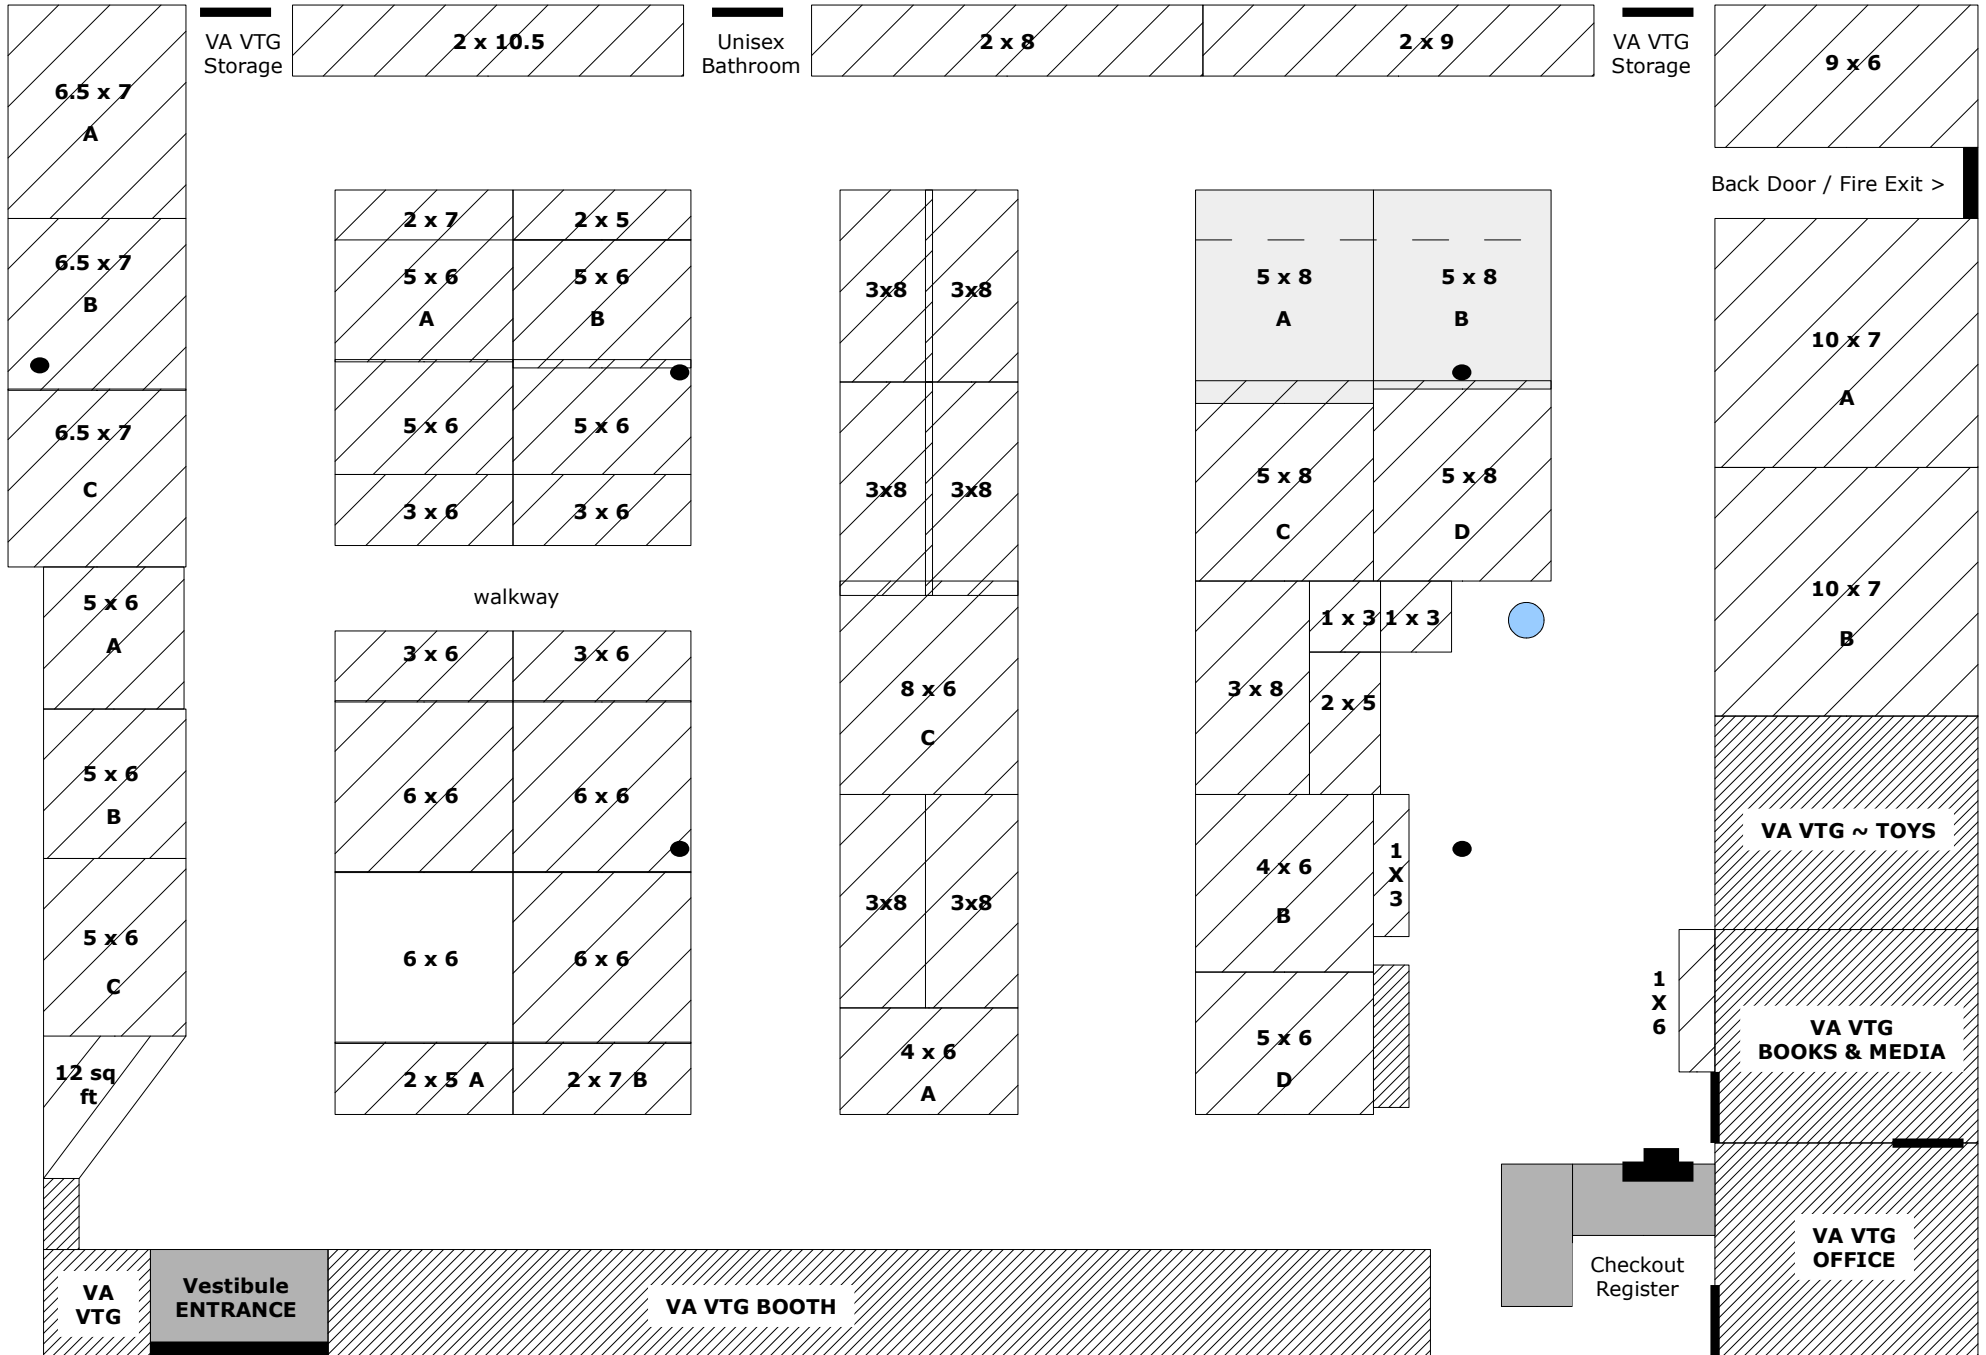 VA VTG
Storage
2 x 10.5
Unisex
Bathroom
2 x 8
2 x 9
VA VTG
Storage
9 x 6
6.5 x 7
A
Back Door / Fire Exit >
2 x 7
2 x 5
6.5 x 7
B
5 x 6
A
5 x 6
B
3x8
3x8
5 x 8
A
5 x 8
B
10 x 7
A
6.5 x 7
C
5 x 6
5 x 6
3x8
3x8
5 x 8
C
5 x 8
D
3 x 6
3 x 6
walkway
5 x 6
A
1 x 3
1 x 3
10 x 7
B
3 x 6
3 x 6
8 x 6
C
3 x 8
2 x 5
5 x 6
B
6 x 6
6 x 6
VA VTG ~ TOYS
3x8
3x8
4 x 6
B
1
X
3
5 x 6
C
6 x 6
6 x 6
1
X
6
VA VTG
BOOKS & MEDIA
12 sq
ft
2 x 5 A
2 x 7 B
4 x 6
A
5 x 6
D
VA VTG
OFFICE
Checkout
Register
VA
VTG
Vestibule
ENTRANCE
VA VTG BOOTH